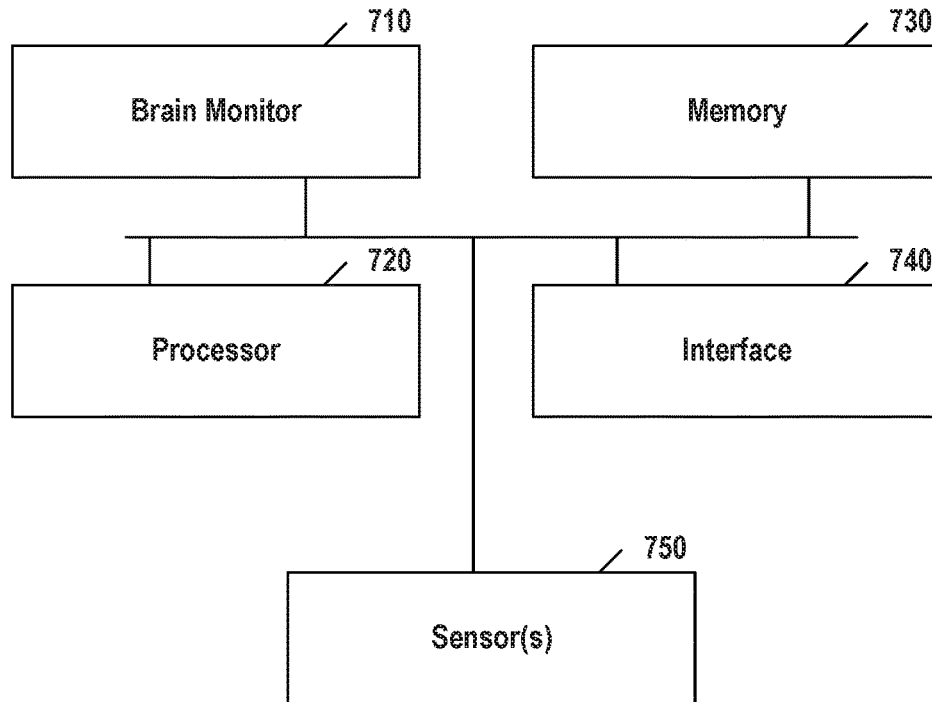 710
Brain Monitor
730
Memory
720
Processor
740
Interface
750
Sensor(s)